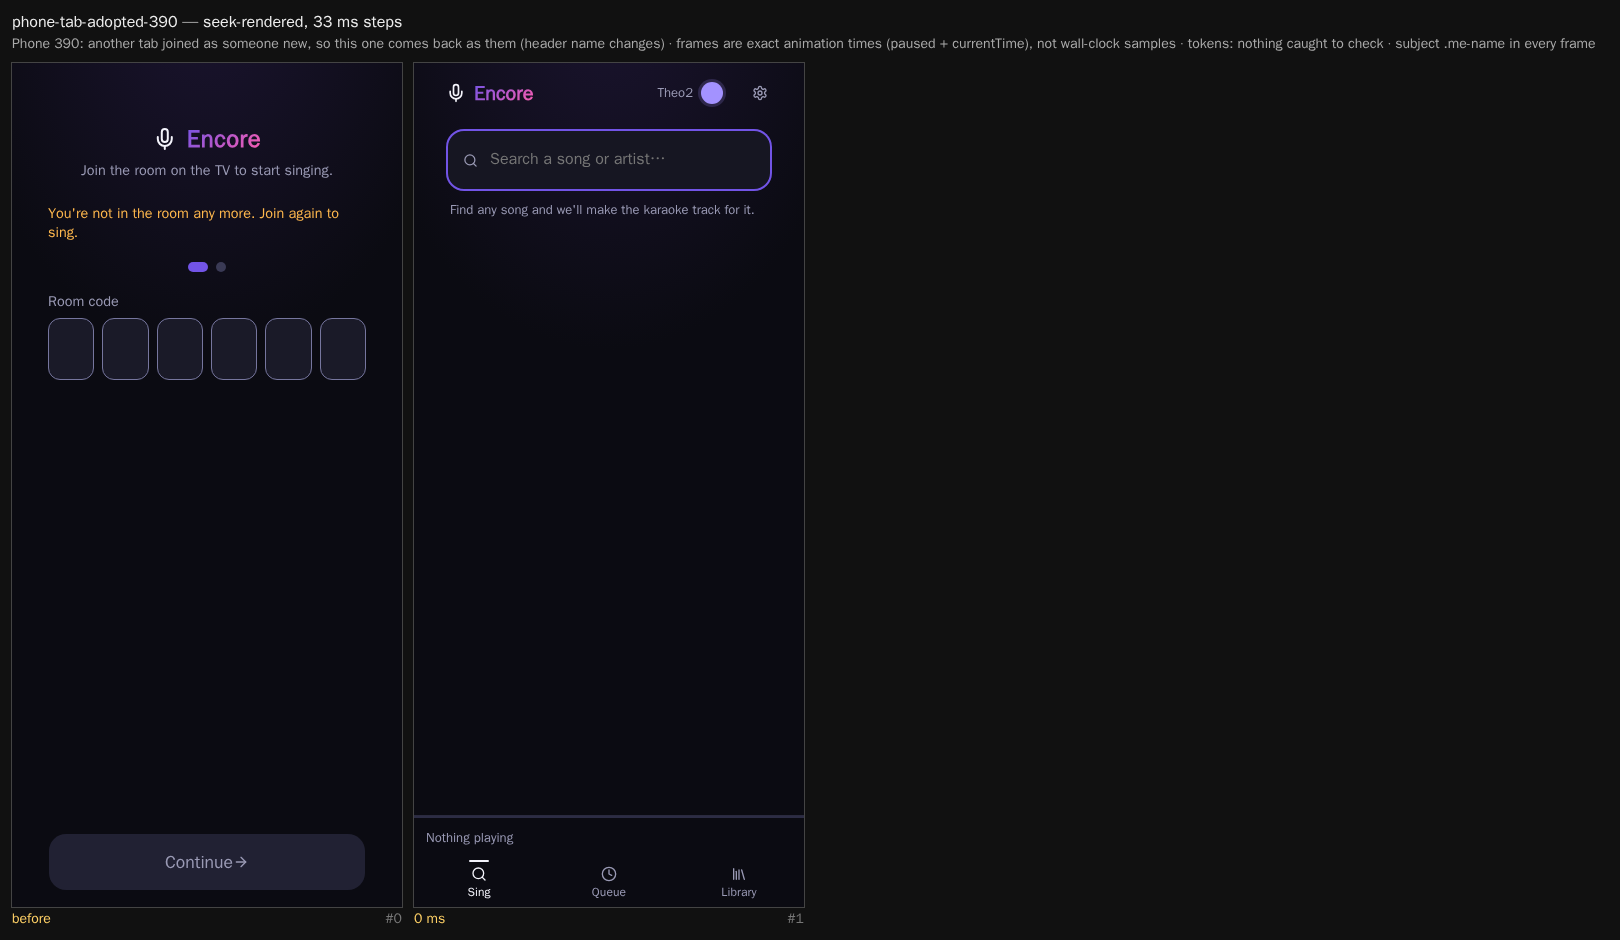 phone-tab-adopted-390 — seek-rendered, 33 ms steps
Phone 390: another tab joined as someone new, so this one comes back as them (header name changes) · frames are exact animation times (paused + currentTime), not wall-clock samples · tokens: nothing caught to check · subject .me-name in every frame
Encore
Join the room on the TV to start singing.
You're not in the room any more. Join again to
sing.
Room code
Continue→
before
#0
Encore
Theo2
Search a song or artist…
Find any song and we'll make the karaoke track for it.
Nothing playing
Sing
Queue
Library
0 ms
#1